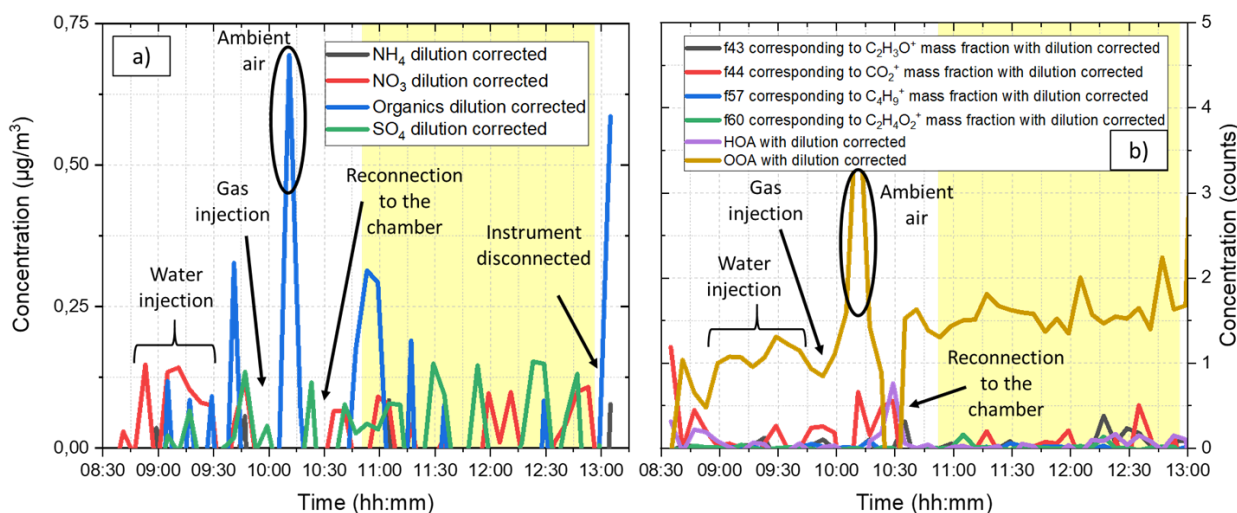 a)
Ambient
air
NH4 dilution corrected
NO3 dilution corrected
Organics dilution corrected
SO4 dilution corrected
Gas
injection
Reconnection
to the
chamber
Water
injection
Instrument
disconnected
0,75
0,50
0,25
0,00
Concentration (µg/m³)
08:30 09:00 09:30 10:00 10:30 11:00 11:30 12:00 12:30 13:00
Time (hh:mm)
f43 corresponding to C2H3O+ mass fraction with dilution corrected
f44 corresponding to CO2+ mass fraction with dilution corrected
f57 corresponding to C4H9+ mass fraction with dilution corrected
f60 corresponding to C2H4O2+ mass fraction with dilution corrected
HOA with dilution corrected
OOA with dilution corrected
b)
Gas
injection
Ambient
air
Water
injection
Reconnection to the
chamber
5
4
3
2
1
0
Concentration (counts)
08:30 09:00 09:30 10:00 10:30 11:00 11:30 12:00 12:30 13:00
Time (hh:mm)